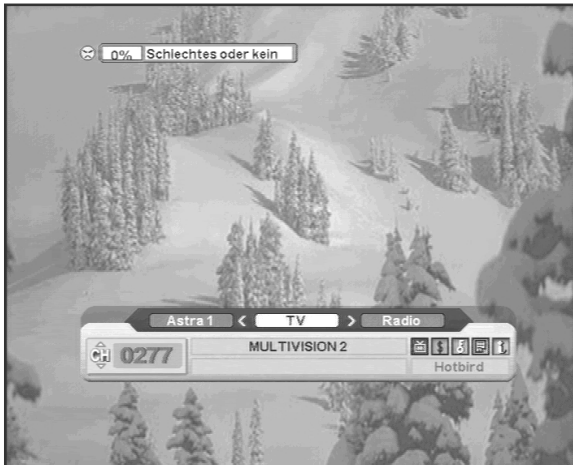 0% Schlechtes oder kein
Astra 1 < TV > Radio
CH 0277 MULTIVISION 2 $ i
Hotbird